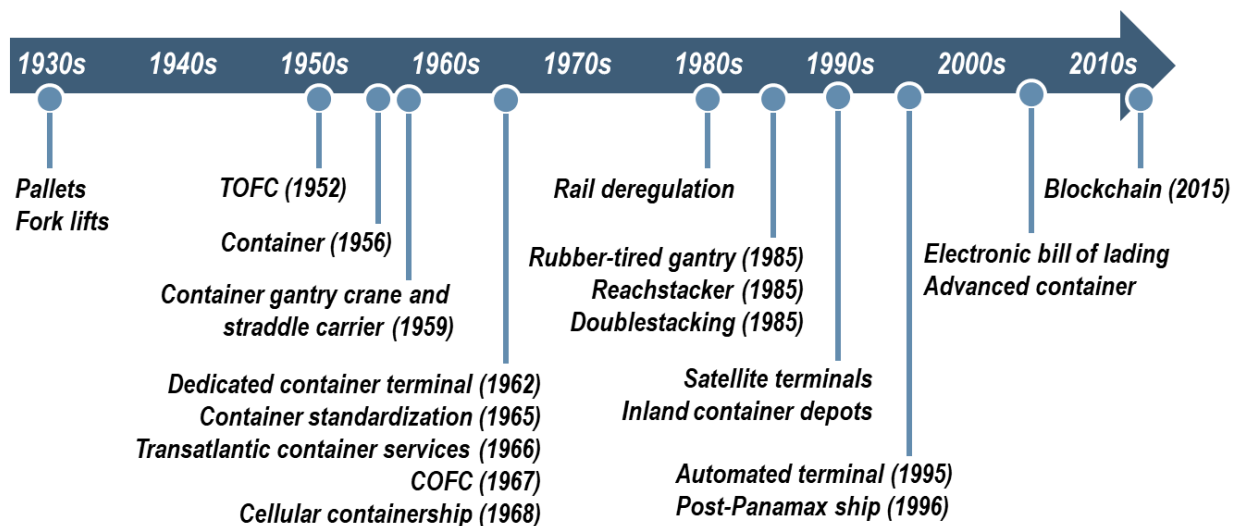 1930s 1940s 1950s 1960s 1970s 1980s 1990s 2000s 2010s
Pallets
Fork lifts
TOFC (1952)
Container (1956)
Container gantry crane and
straddle carrier (1959)
Dedicated container terminal (1962)
Container standardization (1965)
Transatlantic container services (1966)
COFC (1967)
Cellular containership (1968)
Rail deregulation
Rubber-tired gantry (1985)
Reachstacker (1985)
Doublestacking (1985)
Satellite terminals
Inland container depots
Automated terminal (1995)
Post-Panamax ship (1996)
Electronic bill of lading
Advanced container
Blockchain (2015)